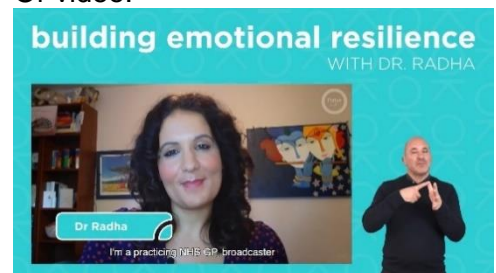 building emotional resilience
WITH DR. RADHA
Dr Radha
I'm a practicing NHS GP, broadcaster